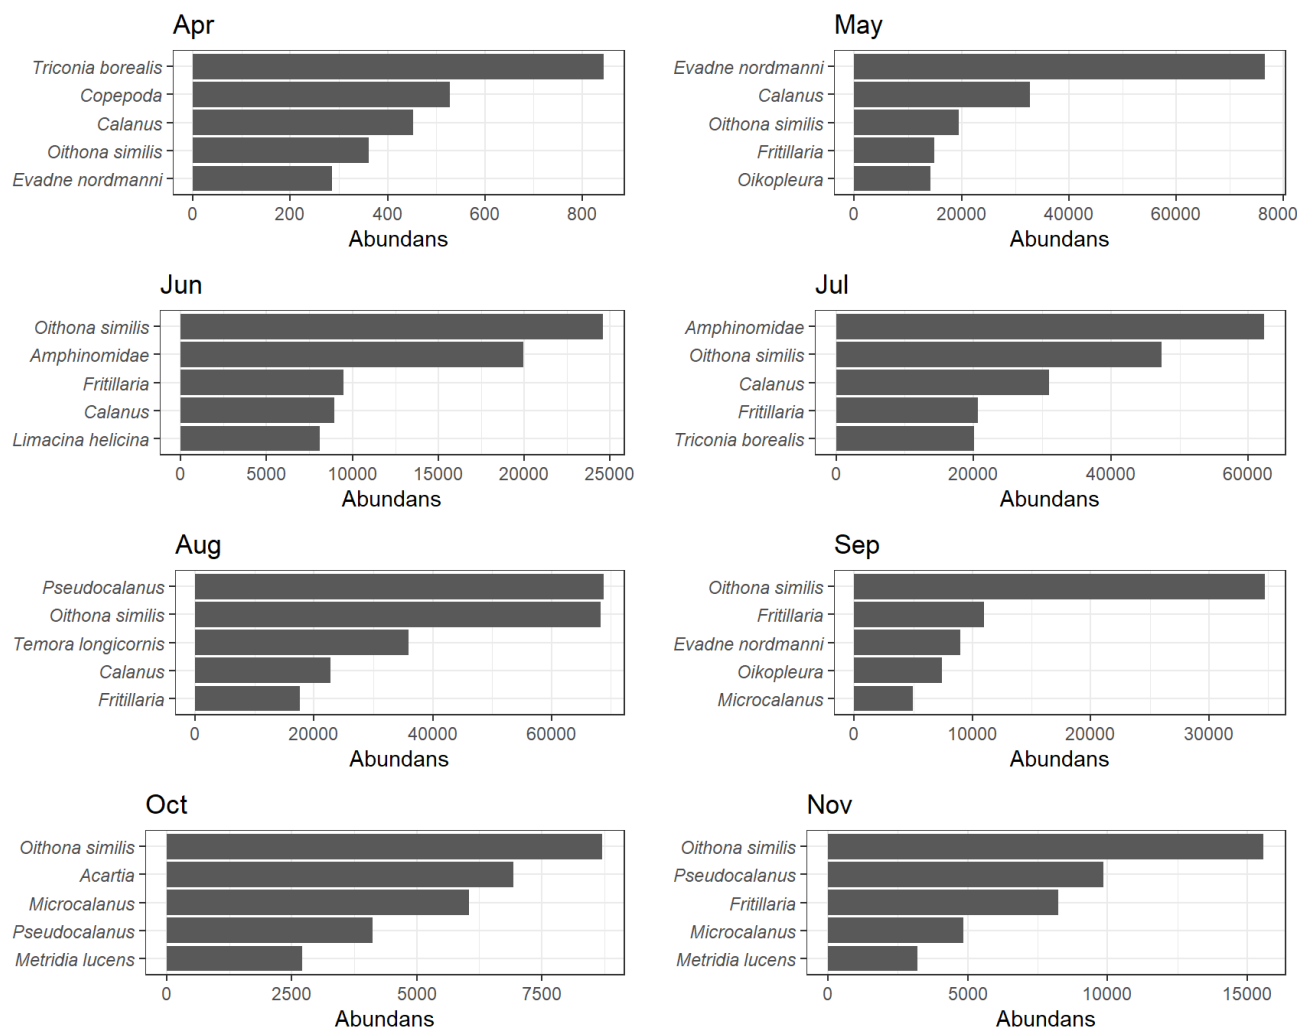 Apr
Triconia borealis
Copepoda
Calanus
Oithona similis
Evadne nordmanni
0 200 400 600 800
Abundans
May
Evadne nordmanni
Calanus
Oithona similis
Fritillaria
Oikopleura
0 20000 40000 60000 8000
Abundans
Jun
Oithona similis
Amphinomidae
Fritillaria
Calanus
Limacina helicina
0 5000 10000 15000 20000 25000
Abundans
Jul
Amphinomidae
Oithona similis
Calanus
Fritillaria
Triconia borealis
0 20000 40000 60000
Abundans
Aug
Pseudocalanus
Oithona similis
Temora longicornis
Calanus
Fritillaria
0 20000 40000 60000
Abundans
Sep
Oithona similis
Fritillaria
Evadne nordmanni
Oikopleura
Microcalanus
0 10000 20000 30000
Abundans
Oct
Oithona similis
Acartia
Microcalanus
Pseudocalanus
Metridia lucens
0 2500 5000 7500
Abundans
Nov
Oithona similis
Pseudocalanus
Fritillaria
Microcalanus
Metridia lucens
0 5000 10000 15000
Abundans